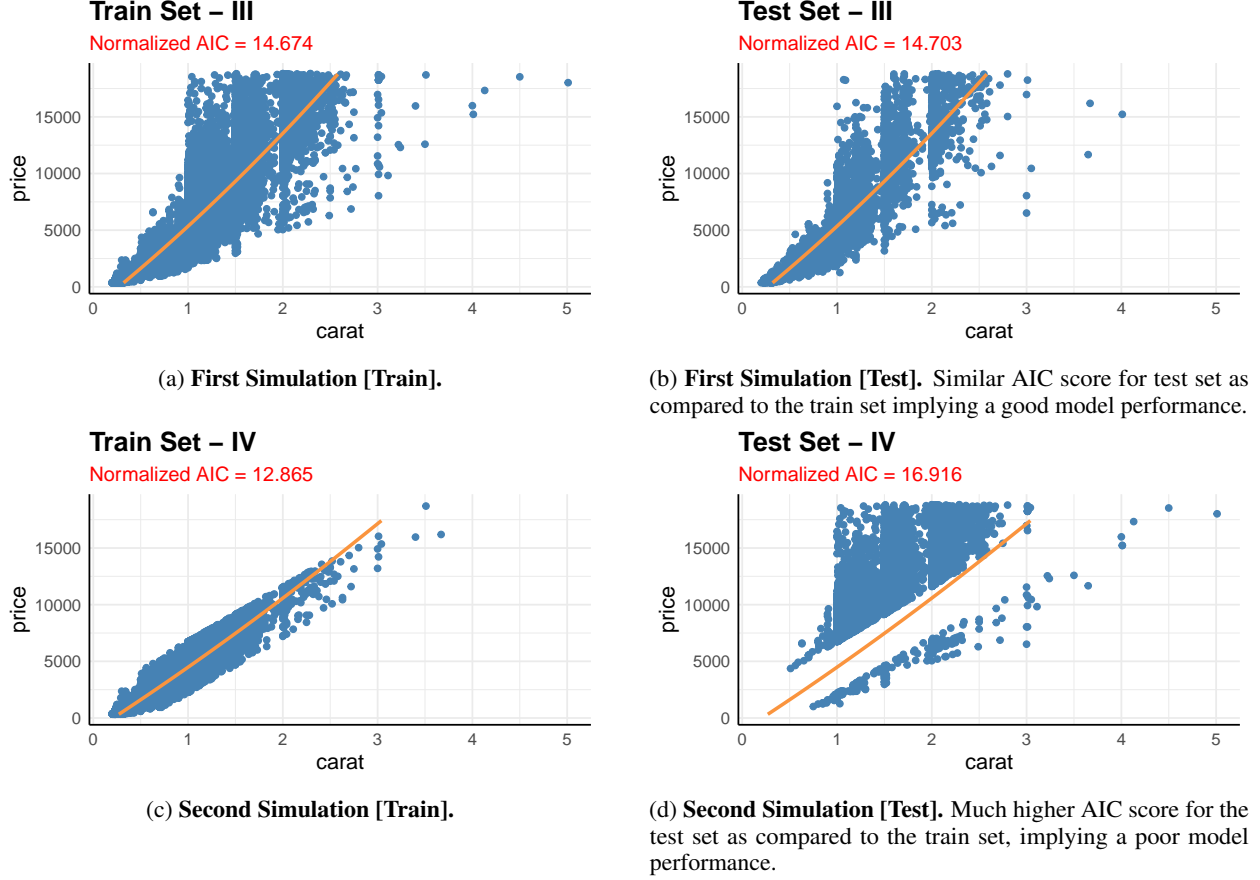 Train Set – III
Normalized AIC = 14.674
15000
10000
5000
0
price
0 1 2 3 4 5
carat
(a) First Simulation [Train].
Test Set – III
Normalized AIC = 14.703
15000
10000
5000
0
price
0 1 2 3 4 5
carat
(b) First Simulation [Test]. Similar AIC score for test set as
compared to the train set implying a good model performance.
Train Set – IV
Normalized AIC = 12.865
15000
10000
5000
0
price
0 1 2 3 4 5
carat
(c) Second Simulation [Train].
Test Set – IV
Normalized AIC = 16.916
15000
10000
5000
0
price
0 1 2 3 4 5
carat
(d) Second Simulation [Test]. Much higher AIC score for the
test set as compared to the train set, implying a poor model
performance.